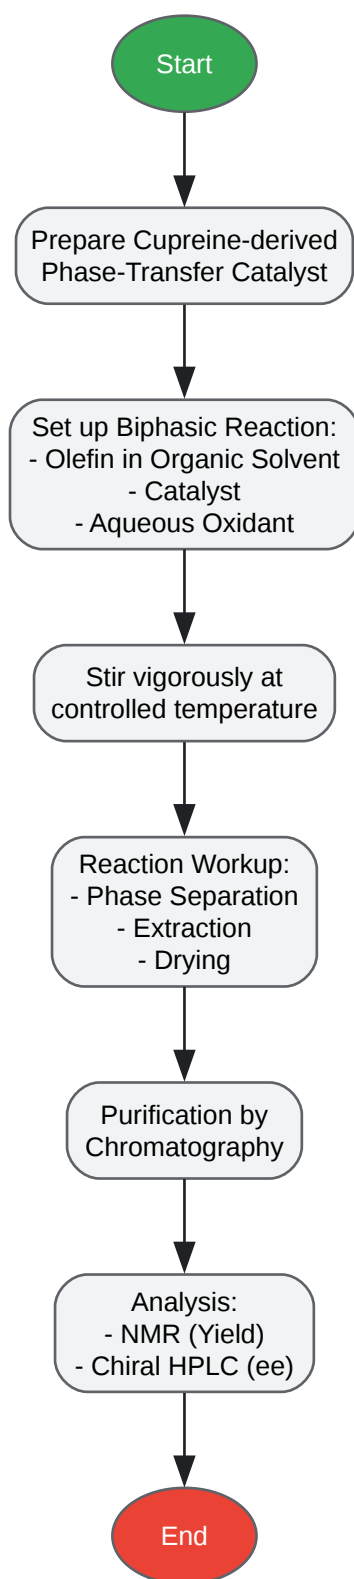 Start
Prepare Cupreine-derived
Phase-Transfer Catalyst
Set up Biphasic Reaction:
- Olefin in Organic Solvent
- Catalyst
- Aqueous Oxidant
Stir vigorously at
controlled temperature
Reaction Workup:
- Phase Separation
- Extraction
- Drying
Purification by
Chromatography
Analysis:
- NMR (Yield)
- Chiral HPLC (ee)
End